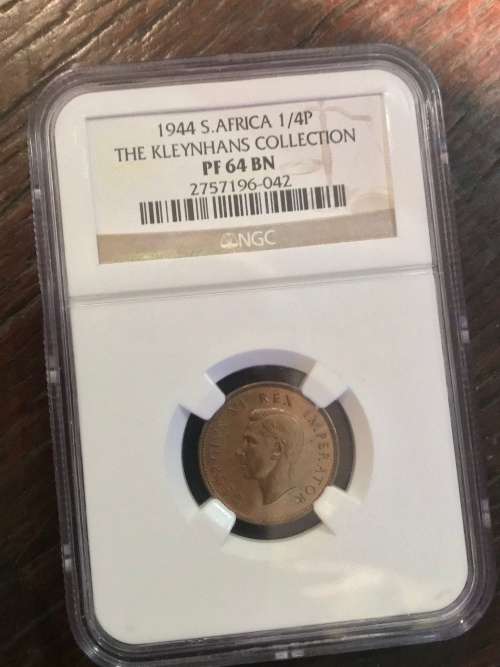 1944 S.AFRICA 1/4P
THE KLEYNHANS COLLECTION
PF 64 BN
2757196-042
NGC
REX IMPERATOR